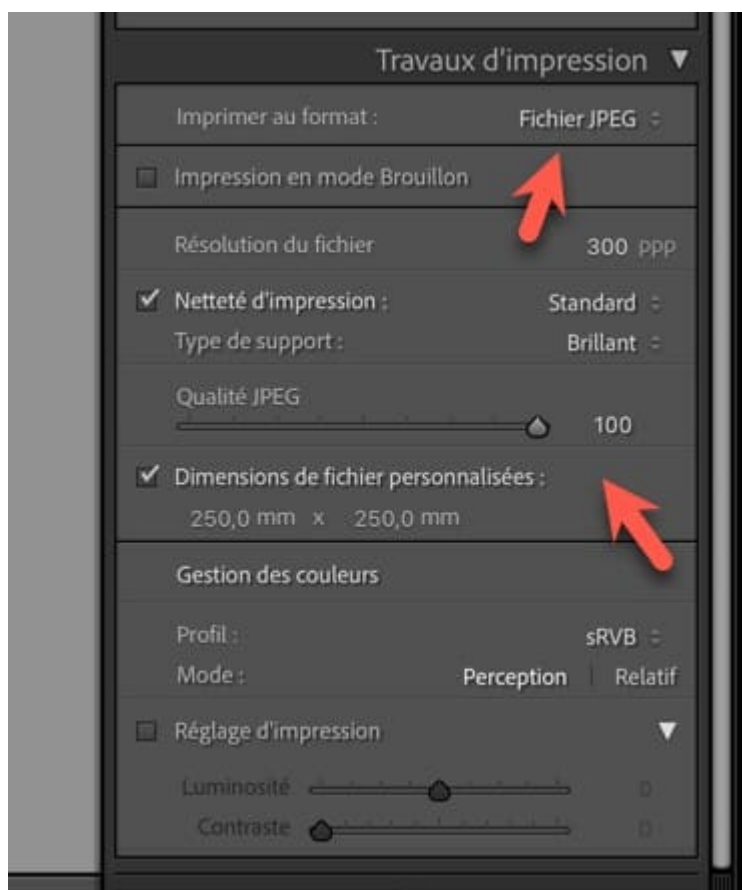 Travaux d'impression ▼
Imprimer au format : Fichier JPEG
Impression en mode Brouillon
Résolution du fichier 300 ppp
Netteté d'impression : Standard
Type de support : Brillant
Qualité JPEG
100
Dimensions de fichier personnalisées :
250,0 mm x 250,0 mm
Gestion des couleurs
Profil : sRVB
Mode : Perception Relatif
Réglage d'impression ▼
Luminosité 0
Contraste 0